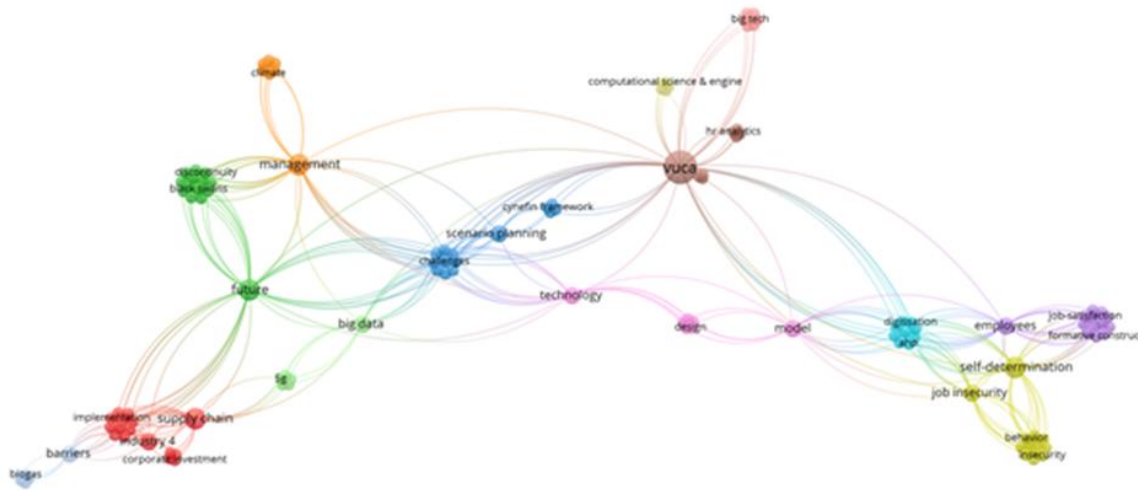 big tech
climate
computational science & engine
hr analytics
management
vuca
discontinuity
black swans
cynefin framework
scenario planning
challenges
future
technology
big data
design
model
digitisation
ahp
employees
job-satisfaction
formative construc
self-determination
5g
job insecurity
implementation
supply chain
industry 4
behavior
insecurity
barriers
corporate investment
biogas